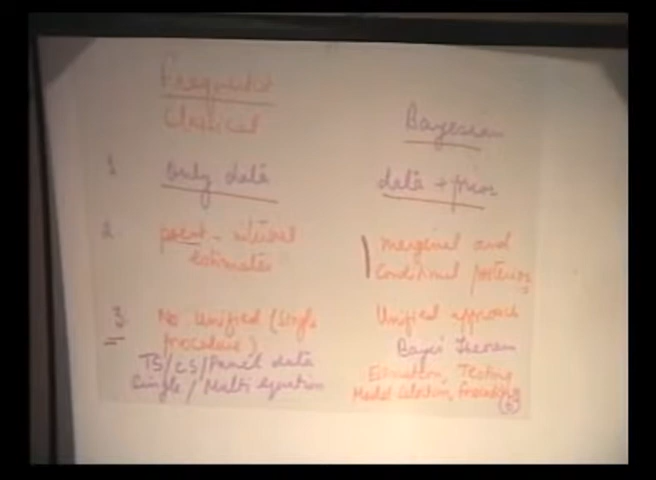 Frequentist
Classical
Bayesian
1 Only data
data + prior
2. point - interval
estimates
marginal and
conditional posteriors
3 No Unified (single
procedure)
TS/CS/Panel data
Single / Multi equation
Unified approach
Bayes Theorem
Estimation, Testing
Model selection, Forecasting
6